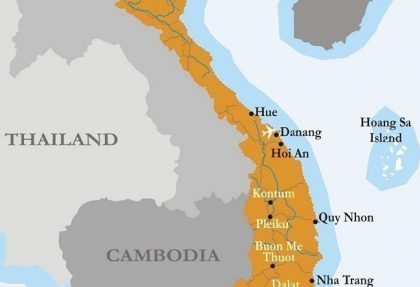 Hue
Danang
Hoi An
Hoang Sa
Island
THAILAND
Kontum
Pleiku
Quy Nhon
Buon Me
Thuot
CAMBODIA
Nha Trang
Dalat